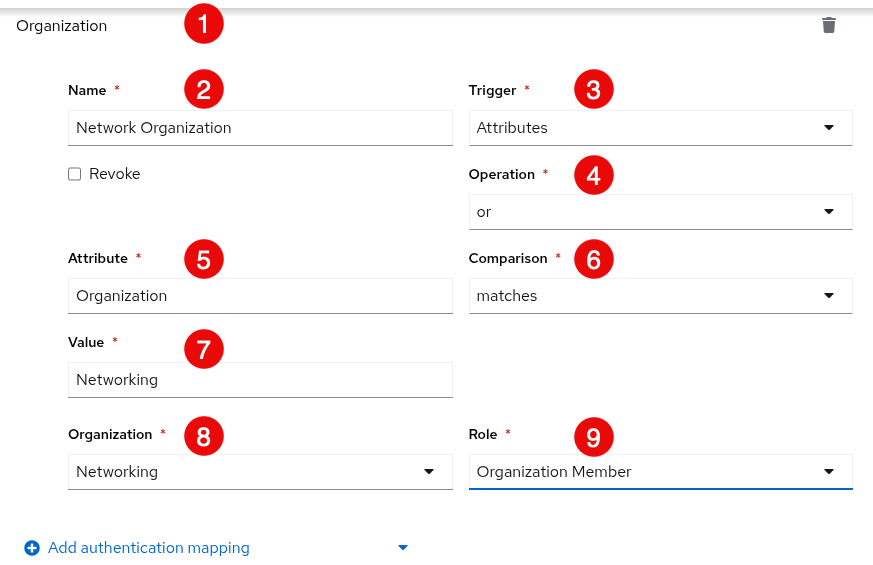 Organization 1
Name * 2
Trigger * 3
Network Organization
Attributes
Revoke
Operation * 4
or
Attribute * 5
Comparison * 6
Organization
matches
Value * 7
Networking
Organization * 8
Role * 9
Networking
Organization Member
Add authentication mapping